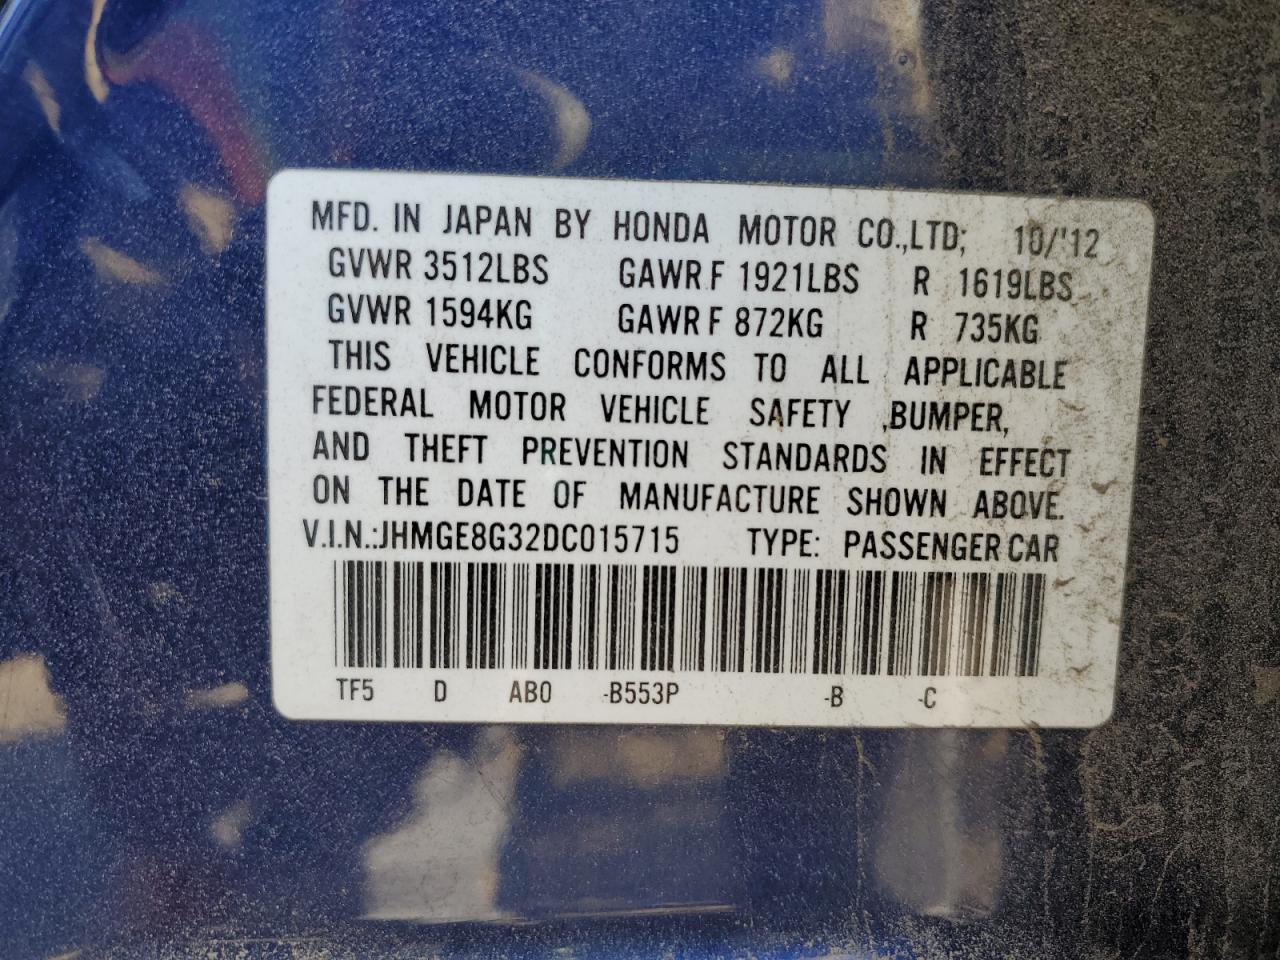 MFD. IN JAPAN BY HONDA MOTOR CO.,LTD; 10/'12
GVWR 3512LBS GAWR F 1921LBS R 1619LBS
GVWR 1594KG GAWR F 872KG R 735KG
THIS VEHICLE CONFORMS TO ALL APPLICABLE
FEDERAL MOTOR VEHICLE SAFETY ,BUMPER,
AND THEFT PREVENTION STANDARDS IN EFFECT
ON THE DATE OF MANUFACTURE SHOWN ABOVE.
V.I.N.:JHMGE8G32DC015715 TYPE: PASSENGER CAR
TF5 D AB0 -B553P -B -C